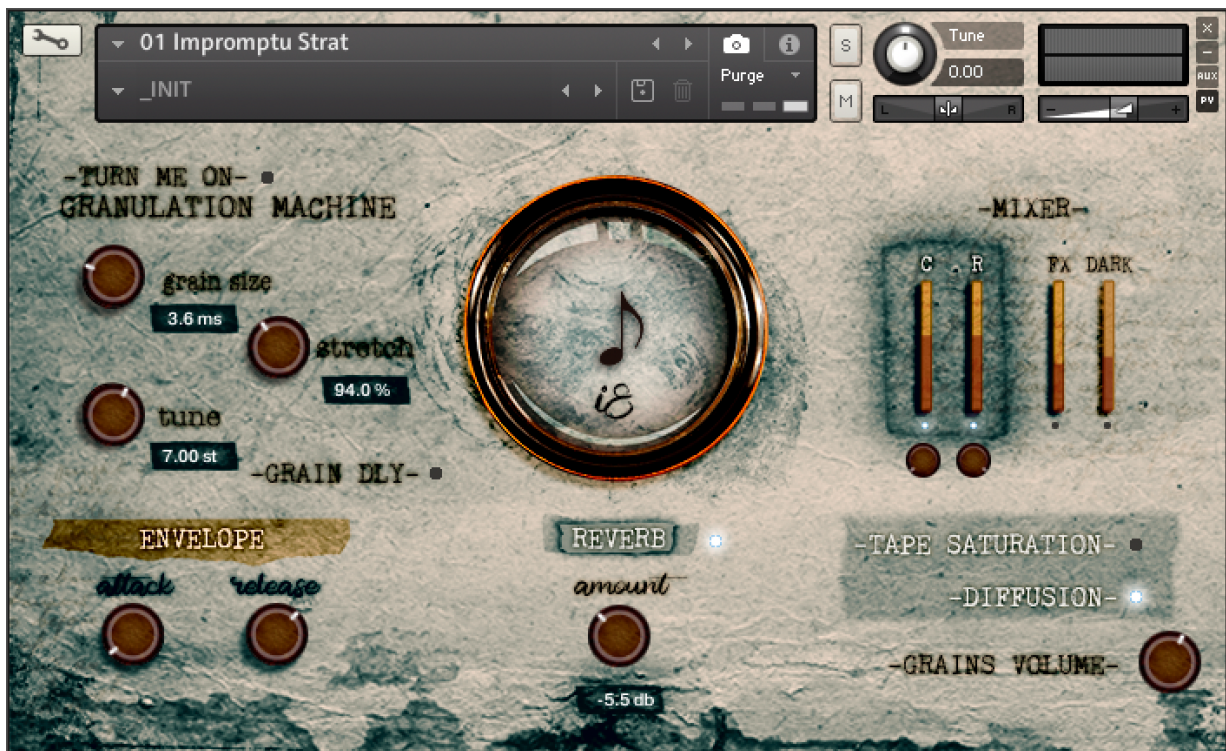 01 Impromptu Strat
_INIT
Purge
S
M
Tune
0.00
L
R
AUX
PV
-TURN ME ON-
GRANULATION MACHINE
grain size
3.6 ms
stretch
94.0 %
tune
7.00 st
-GRAIN DLY-
iE
-MIXER-
C . R
FX DARK
ENVELOPE
attack
release
REVERB
amount
-5.5 db
-TAPE SATURATION-
-DIFFUSION-
-GRAINS VOLUME-